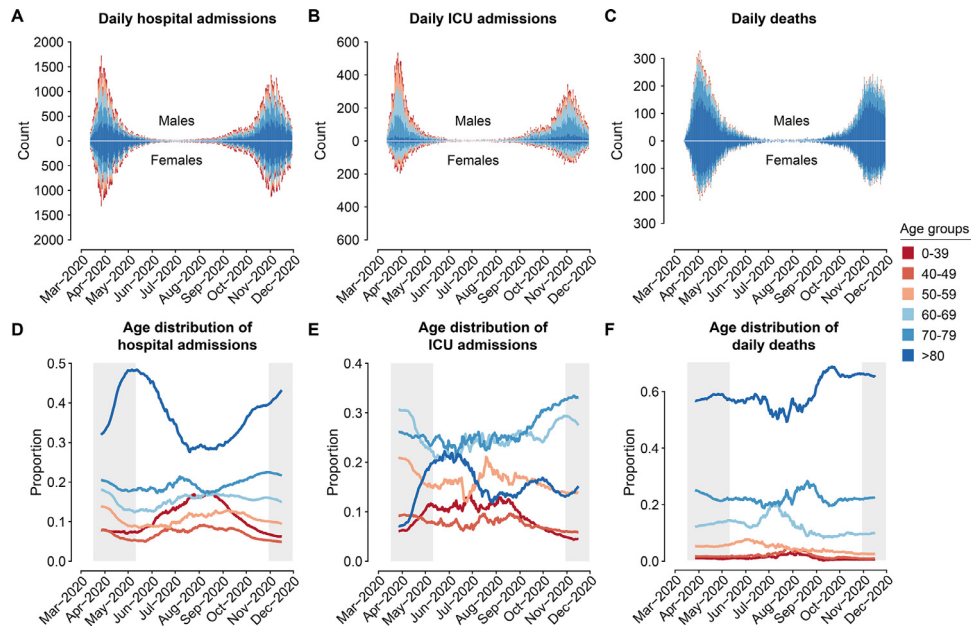 A Daily hospital admissions
2000
1500
1000
500
0
500
1000
1500
2000
Count
Males
Females
Mar–2020
Apr–2020
May–2020
Jun–2020
Jul–2020
Aug–2020
Sep–2020
Oct–2020
Nov–2020
Dec–2020
B Daily ICU admissions
600
400
200
0
200
400
600
Count
Males
Females
Mar–2020
Apr–2020
May–2020
Jun–2020
Jul–2020
Aug–2020
Sep–2020
Oct–2020
Nov–2020
Dec–2020
C Daily deaths
300
200
100
0
100
200
300
Count
Males
Females
Mar–2020
Apr–2020
May–2020
Jun–2020
Jul–2020
Aug–2020
Sep–2020
Oct–2020
Nov–2020
Dec–2020
Age groups
0-39
40-49
50-59
60-69
70-79
>80
D Age distribution of
hospital admissions
0.5
0.4
0.3
0.2
0.1
0.0
Proportion
Mar–2020
Apr–2020
May–2020
Jun–2020
Jul–2020
Aug–2020
Sep–2020
Oct–2020
Nov–2020
Dec–2020
E Age distribution of
ICU admissions
0.4
0.3
0.2
0.1
0.0
Proportion
Mar–2020
Apr–2020
May–2020
Jun–2020
Jul–2020
Aug–2020
Sep–2020
Oct–2020
Nov–2020
Dec–2020
F Age distribution of
daily deaths
0.6
0.4
0.2
0.0
Proportion
Mar–2020
Apr–2020
May–2020
Jun–2020
Jul–2020
Aug–2020
Sep–2020
Oct–2020
Nov–2020
Dec–2020